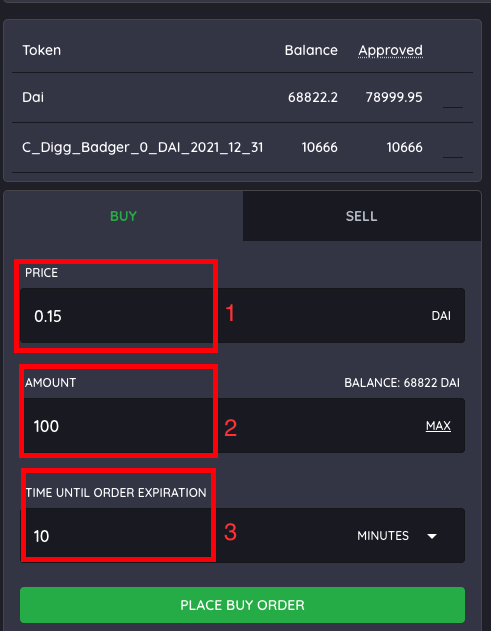 Token Balance Approved
Dai 68822.2 78999.95
C_Digg_Badger_0_DAI_2021_12_31 10666 10666
BUY SELL
PRICE
0.15 1 DAI
AMOUNT BALANCE: 68822 DAI
100 2 MAX
TIME UNTIL ORDER EXPIRATION
10 3 MINUTES
PLACE BUY ORDER